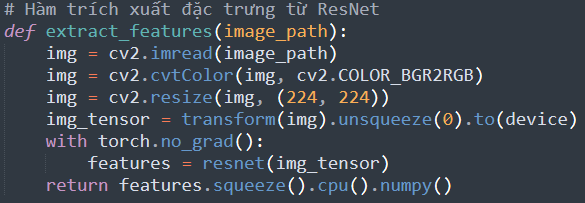 # Hàm trích xuất đặc trưng từ ResNet
def extract_features(image_path):
    img = cv2.imread(image_path)
    img = cv2.cvtColor(img, cv2.COLOR_BGR2RGB)
    img = cv2.resize(img, (224, 224))
    img_tensor = transform(img).unsqueeze(0).to(device)
    with torch.no_grad():
        features = resnet(img_tensor)
    return features.squeeze().cpu().numpy()